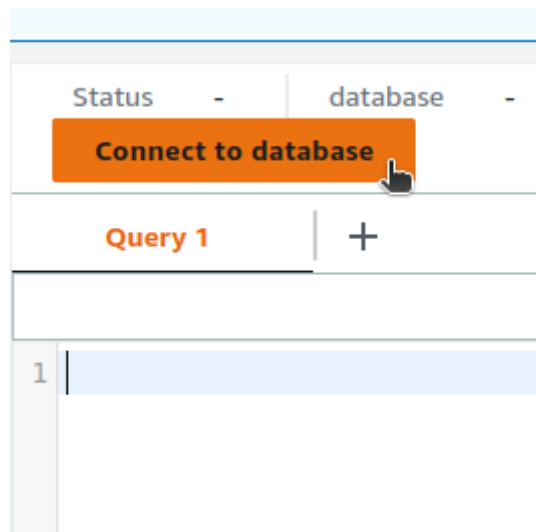 Status - database -
Connect to database
Query 1 +
1